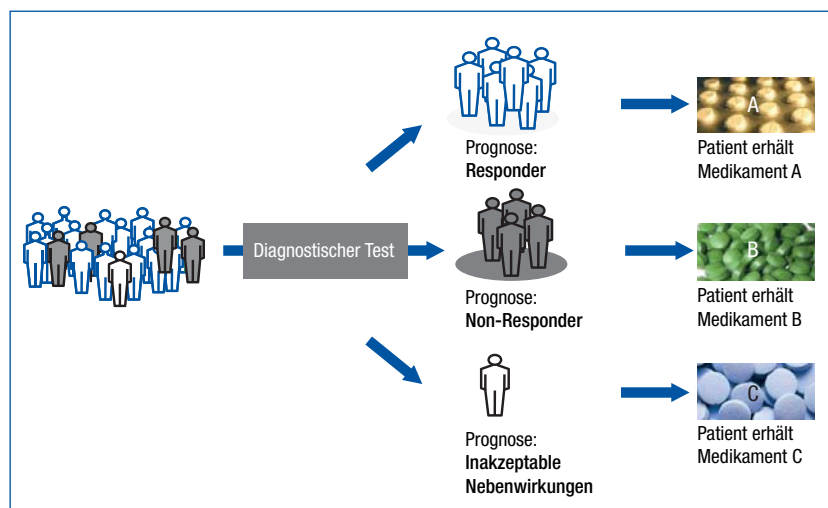 A
Prognose:
Responder
Patient erhält
Medikament A
Diagnostischer Test
B
Prognose:
Non-Responder
Patient erhält
Medikament B
C
Prognose:
Inakzeptable
Nebenwirkungen
Patient erhält
Medikament C